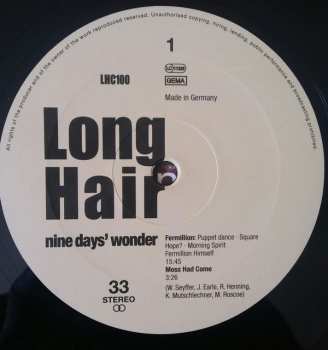 All rights of the producer and of the owner of the work reproduced reserved. Unauthorised copying, hiring, lending, public performance and broadcasting prohibited.
1
LHC100
GEMA
Made in Germany
Long
Hair
nine days' wonder
Fermillion: Puppet dance · Square
Hope? · Morning Spirit
Fermillion Himself
15:45
Moss Had Come
3:26
(W. Seyffer, J. Earle, R. Henning,
K. Mutschlechner, M. Roscoe)
33
STEREO